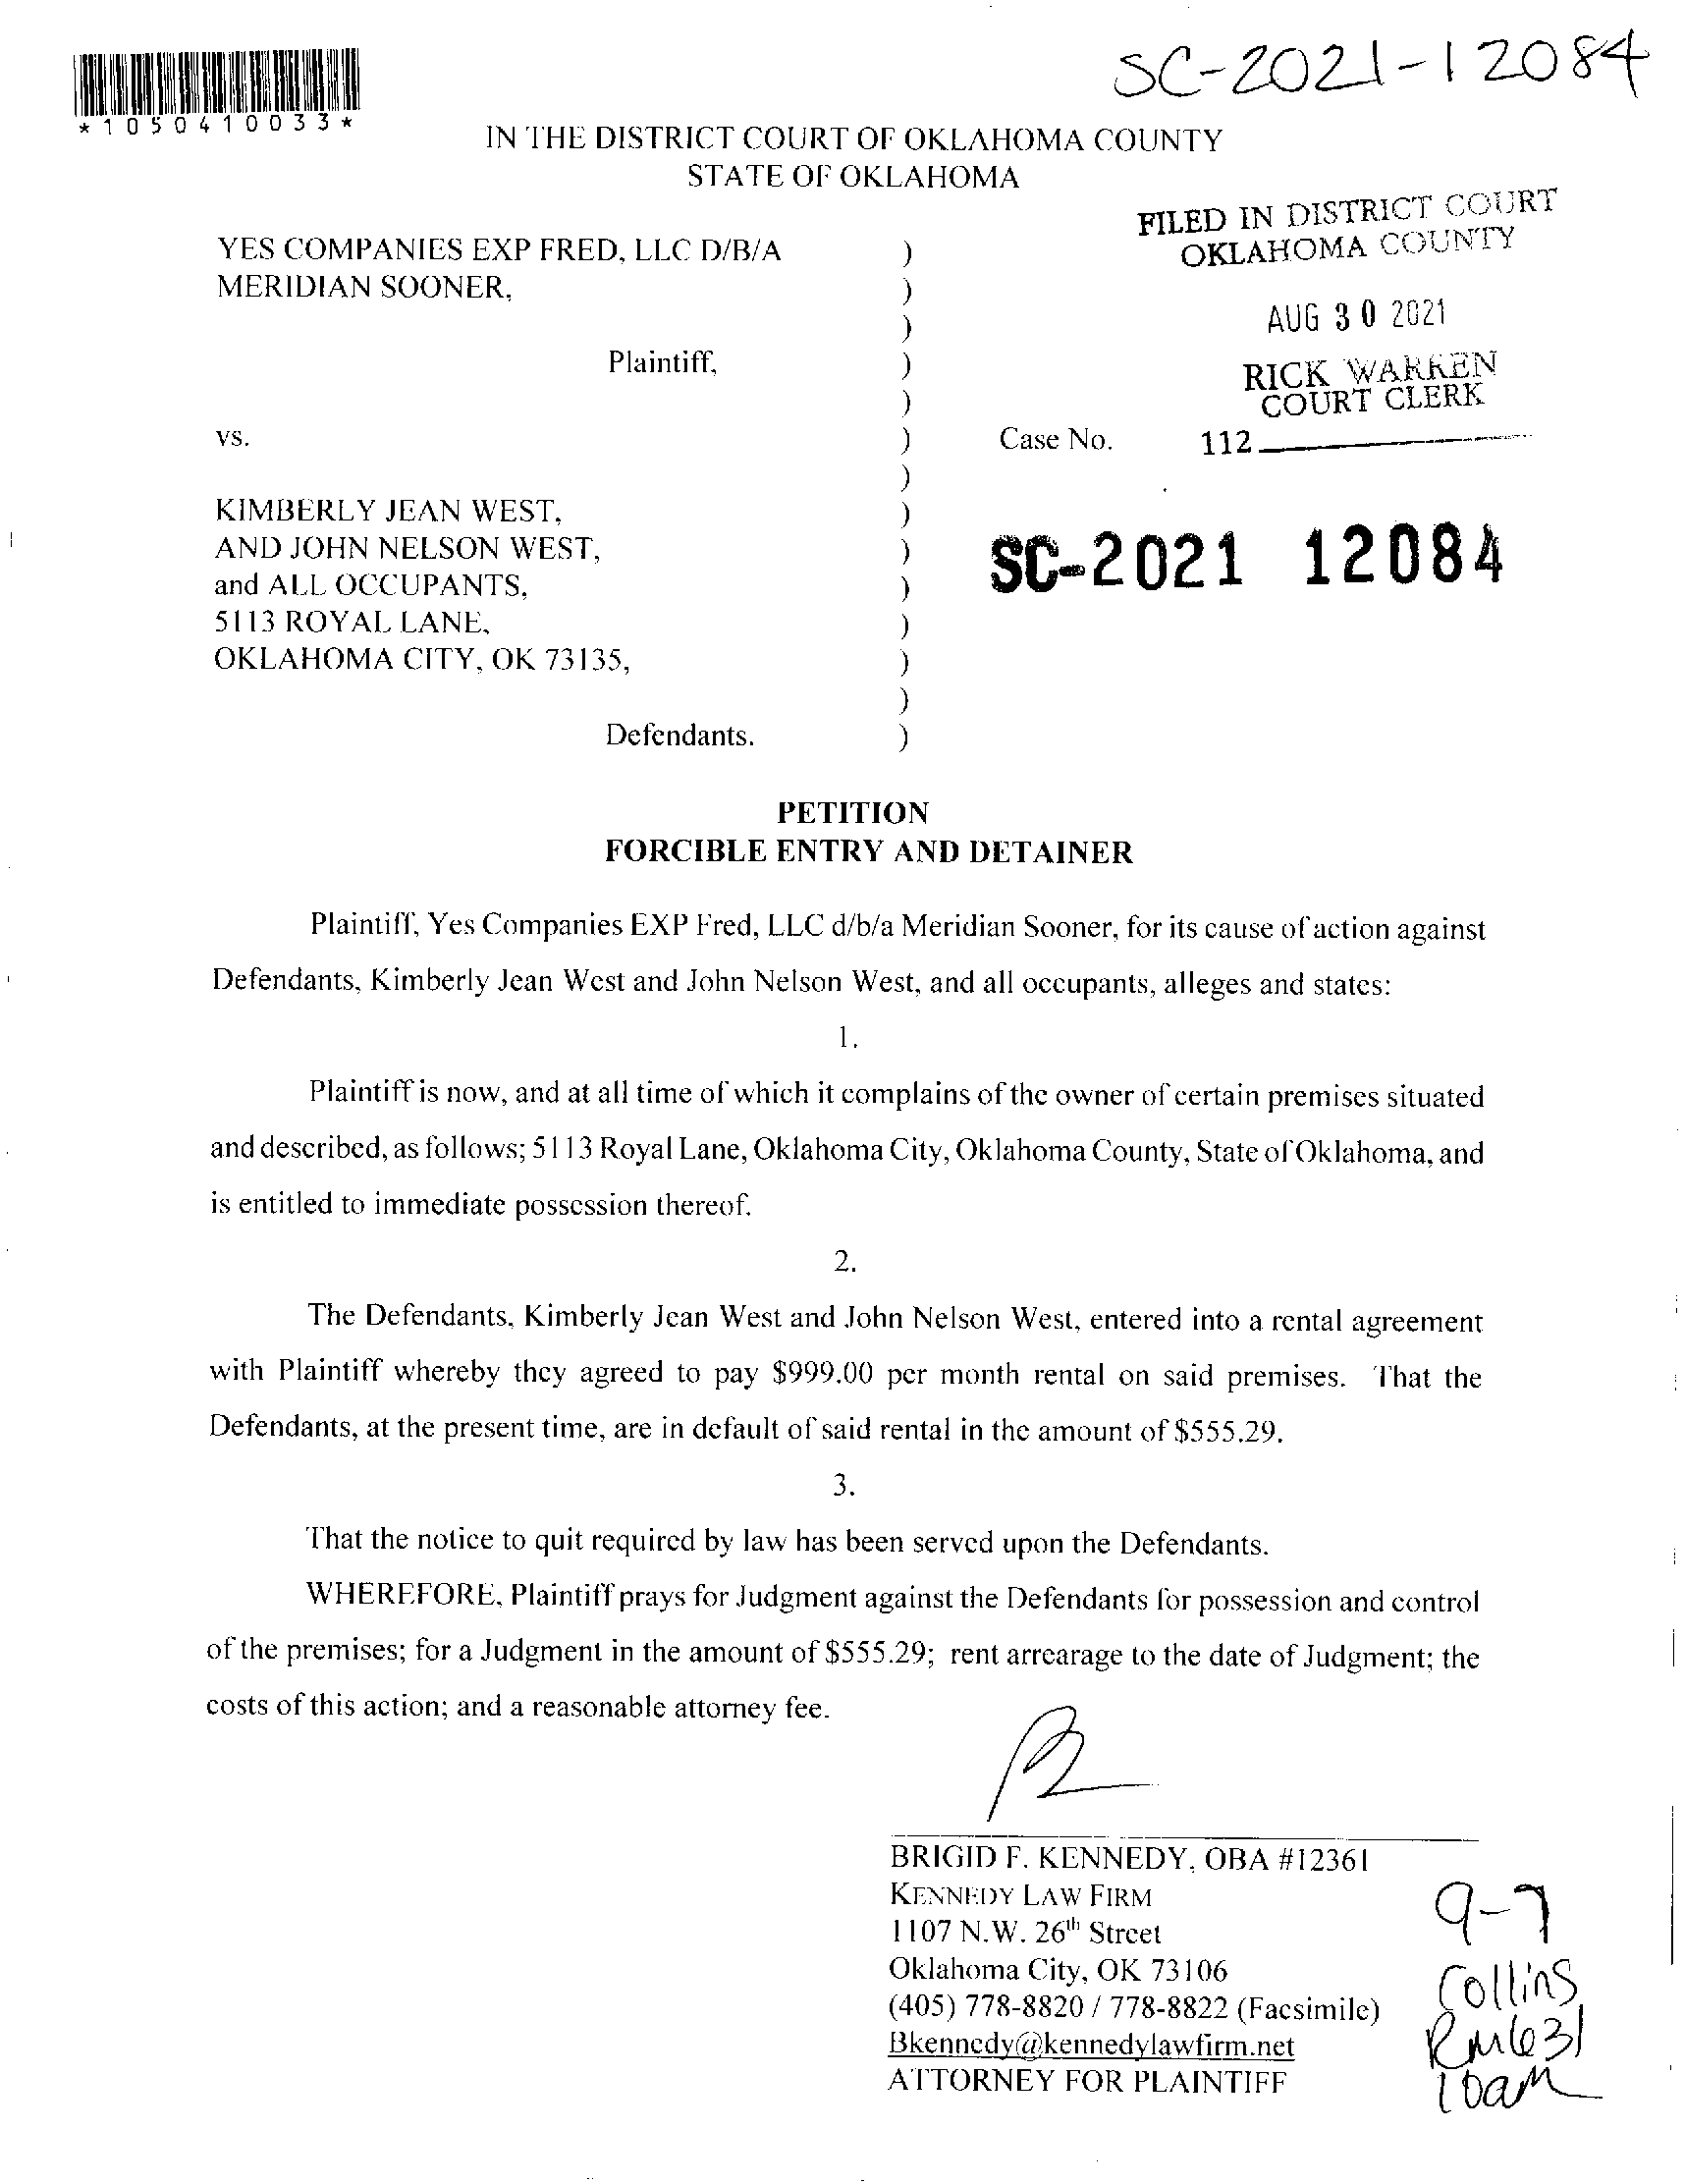 SC-2021-12084
*1050410033*
IN THE DISTRICT COURT OF OKLAHOMA COUNTY
STATE OF OKLAHOMA
FILED IN DISTRICT COURT
OKLAHOMA COUNTY
AUG 30 2021
RICK WARREN
COURT CLERK
112
YES COMPANIES EXP FRED, LLC D/B/A )
MERIDIAN SOONER, )
)
Plaintiff, )
)
vs. ) Case No.
)
KIMBERLY JEAN WEST, )
AND JOHN NELSON WEST, ) SC-2021 12084
and ALL OCCUPANTS, )
5113 ROYAL LANE, )
OKLAHOMA CITY, OK 73135, )
)
Defendants. )
PETITION
FORCIBLE ENTRY AND DETAINER
Plaintiff, Yes Companies EXP Fred, LLC d/b/a Meridian Sooner, for its cause of action against
Defendants, Kimberly Jean West and John Nelson West, and all occupants, alleges and states:
1.
Plaintiff is now, and at all time of which it complains of the owner of certain premises situated
and described, as follows; 5113 Royal Lane, Oklahoma City, Oklahoma County, State of Oklahoma, and
is entitled to immediate possession thereof.
2.
The Defendants, Kimberly Jean West and John Nelson West, entered into a rental agreement
with Plaintiff whereby they agreed to pay $999.00 per month rental on said premises. That the
Defendants, at the present time, are in default of said rental in the amount of $555.29.
3.
That the notice to quit required by law has been served upon the Defendants.
WHEREFORE, Plaintiff prays for Judgment against the Defendants for possession and control
of the premises; for a Judgment in the amount of $555.29; rent arrearage to the date of Judgment; the
costs of this action; and a reasonable attorney fee.
BRIGID F. KENNEDY, OBA #12361
KENNEDY LAW FIRM
1107 N.W. 26th Street
Oklahoma City, OK 73106
(405) 778-8820 / 778-8822 (Facsimile)
Bkennedy@kennedylawfirm.net
ATTORNEY FOR PLAINTIFF
9-7
Collins
10am